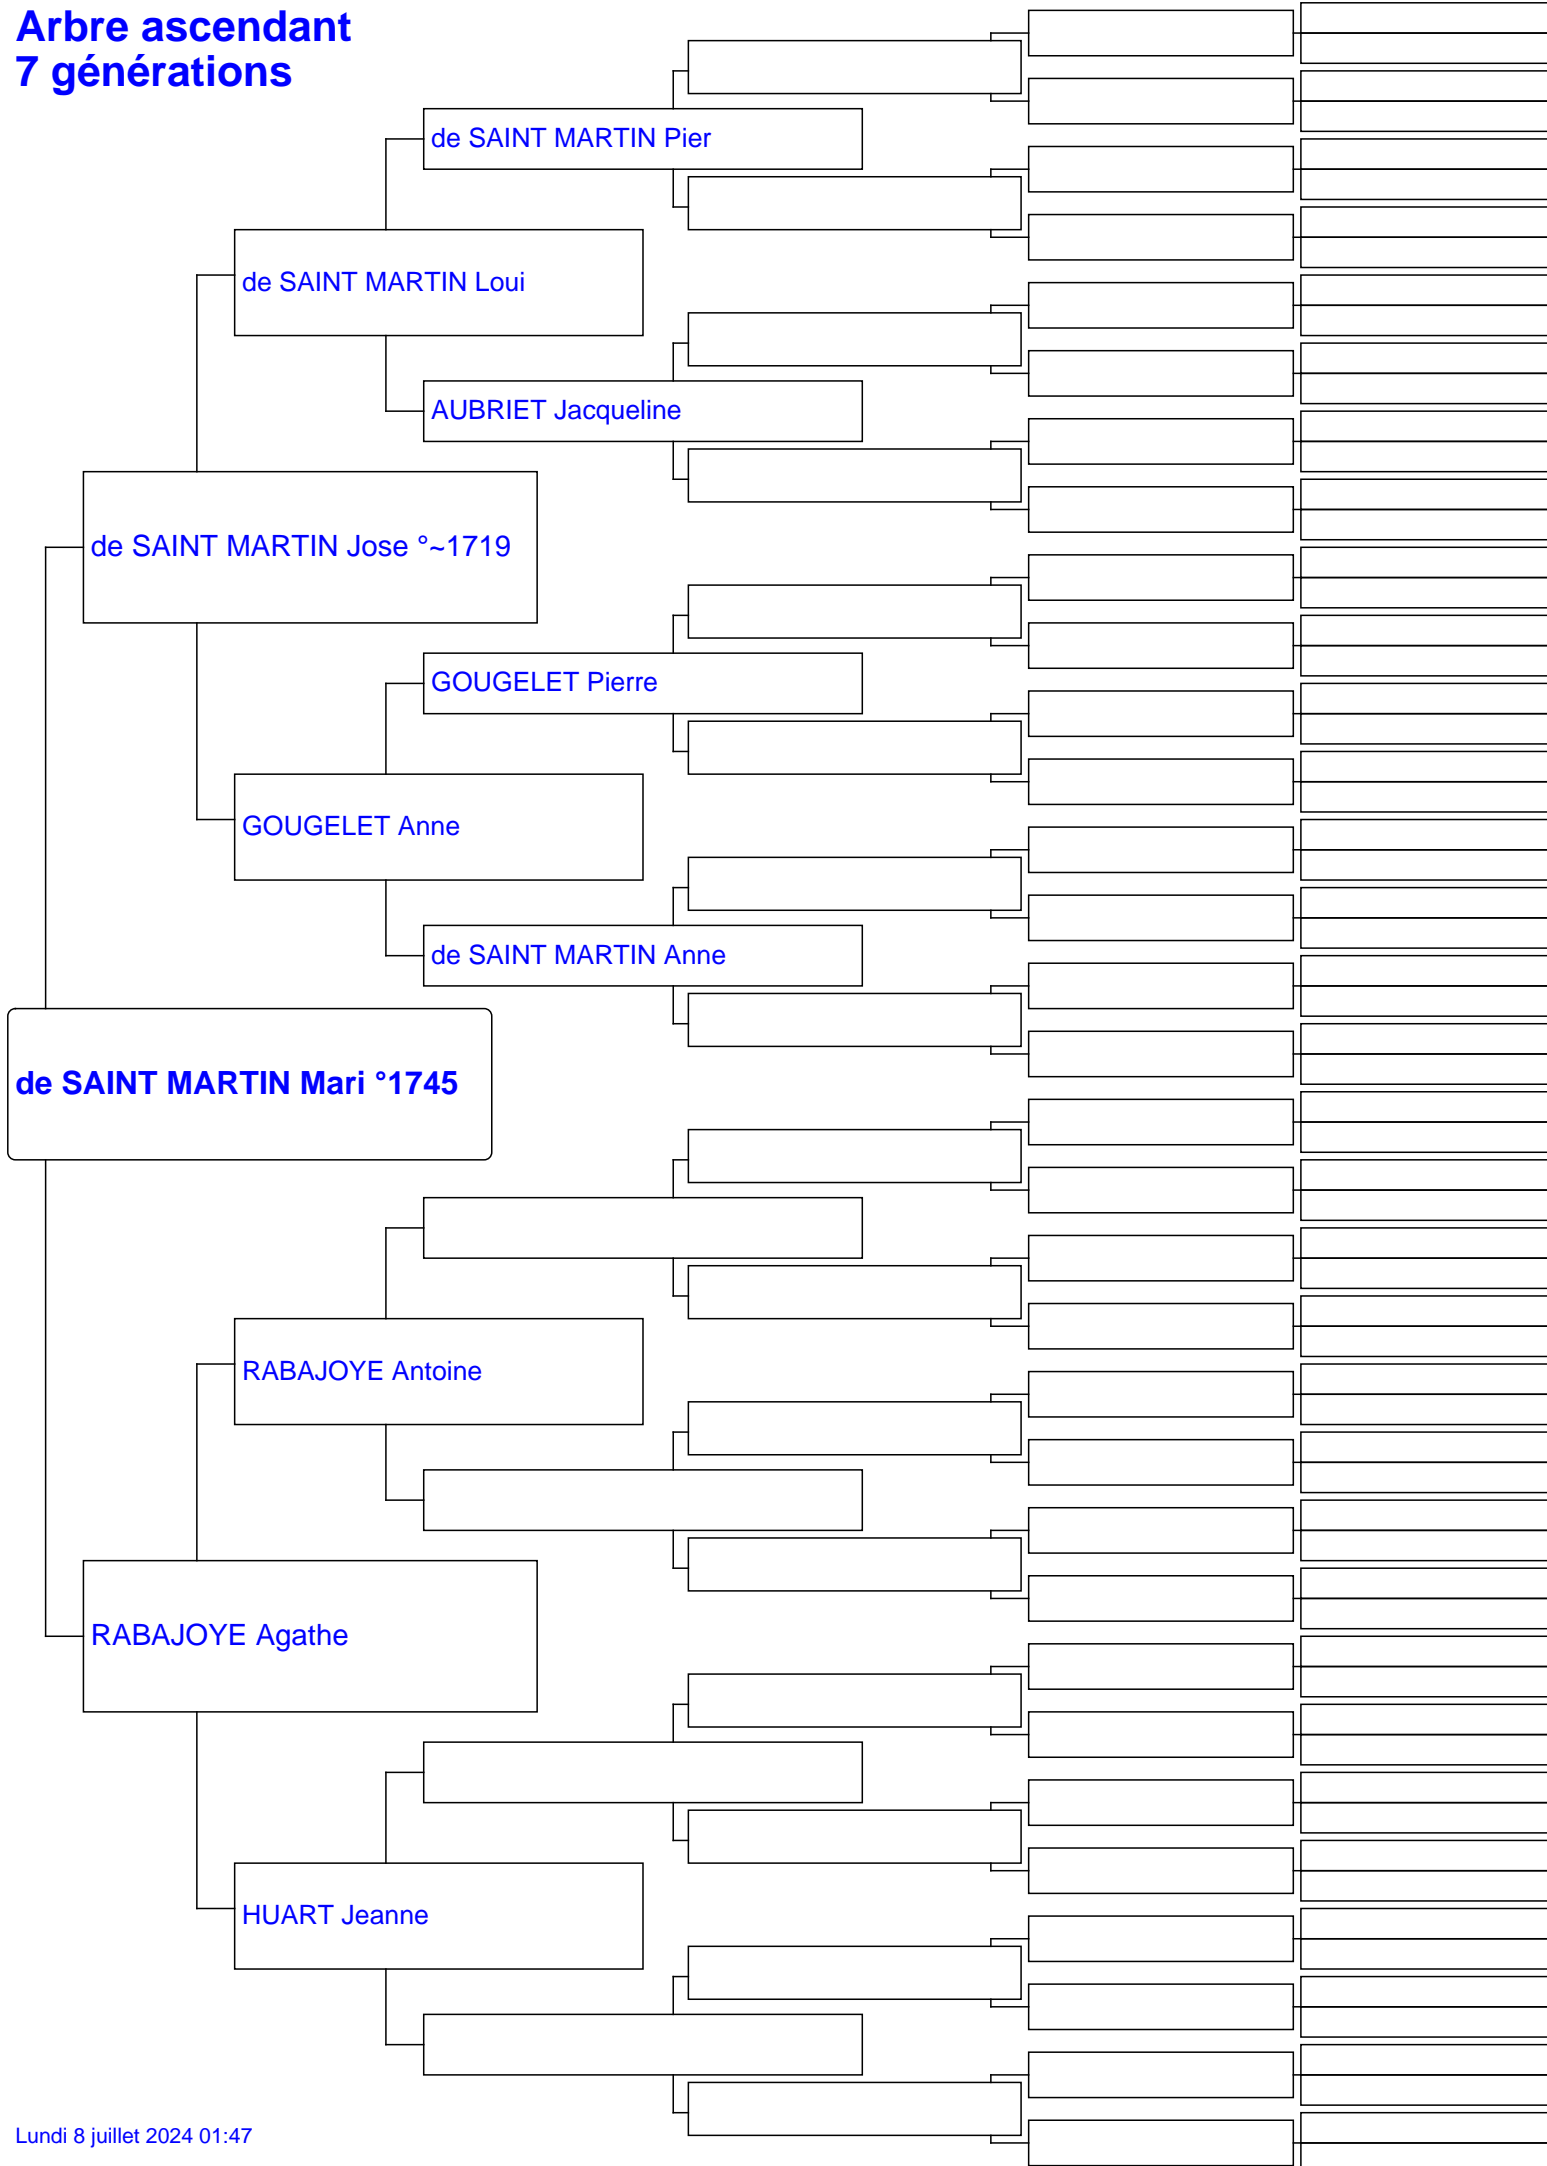 Arbre ascendant
7 générations
de SAINT MARTIN Pier
de SAINT MARTIN Loui
AUBRIET Jacqueline
de SAINT MARTIN Jose °~1719
GOUGELET Pierre
GOUGELET Anne
de SAINT MARTIN Anne
de SAINT MARTIN Mari °1745
RABAJOYE Antoine
RABAJOYE Agathe
HUART Jeanne
Lundi 8 juillet 2024 01:47